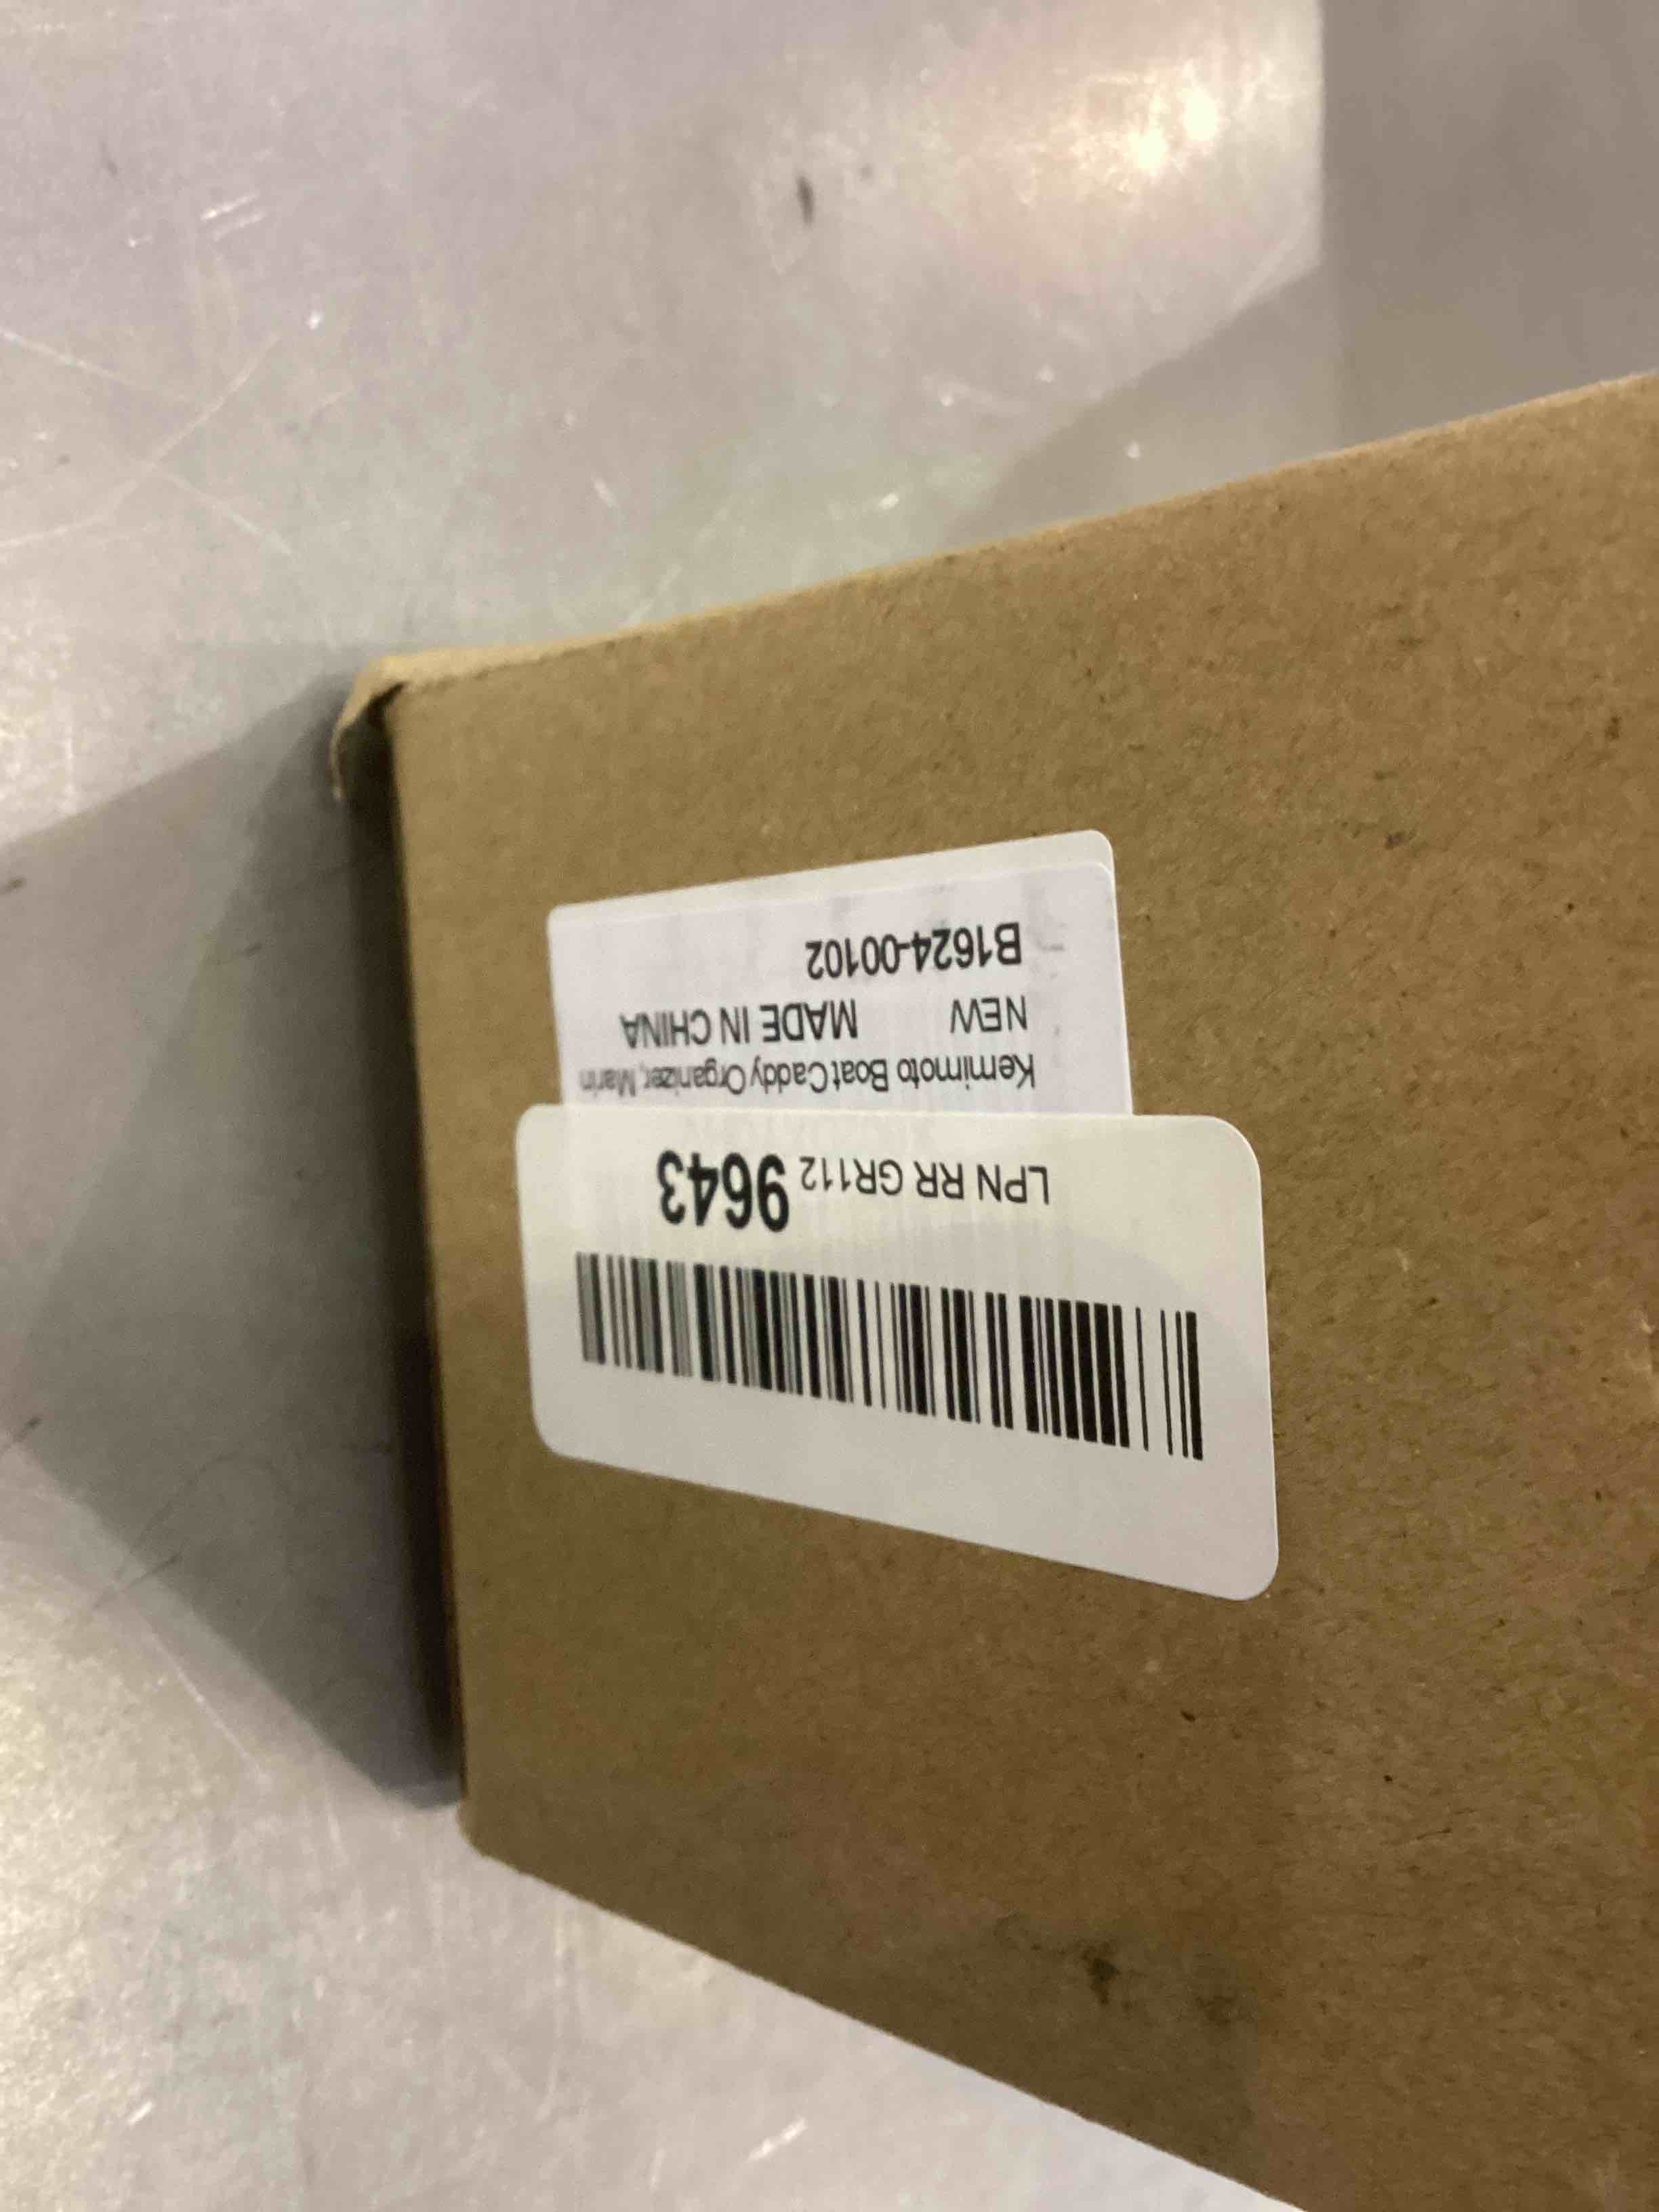 LPN RR GR112 9643
Kemimoto Boat Caddy Organizer, Marin
NEW MADE IN CHINA
B1624-00102